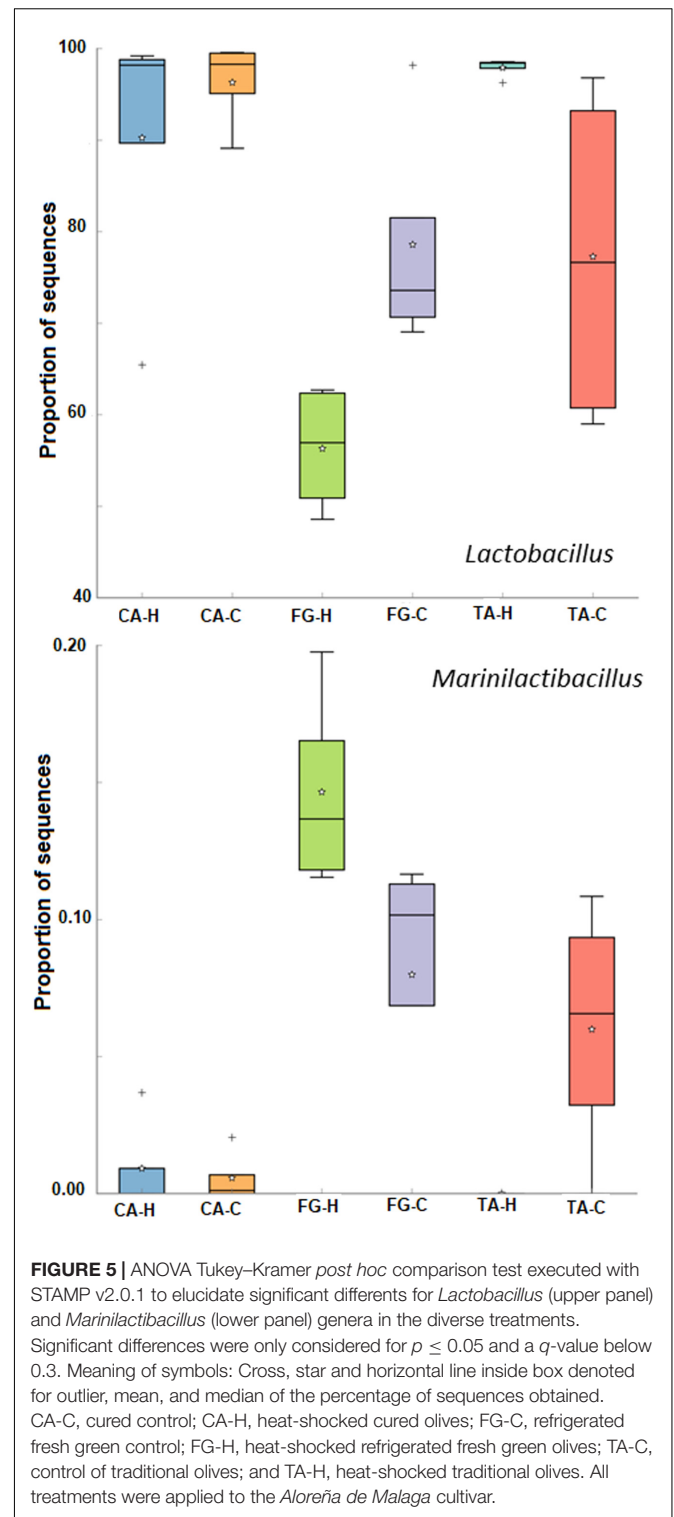 100
80
60
40
Proportion of sequences
Lactobacillus
CA-H CA-C FG-H FG-C TA-H TA-C
0.20
0.10
0.00
Proportion of sequences
Marinilactibacillus
CA-H CA-C FG-H FG-C TA-H TA-C
FIGURE 5 | ANOVA Tukey–Kramer post hoc comparison test executed with
STAMP v2.0.1 to elucidate significant differents for Lactobacillus (upper panel)
and Marinilactibacillus (lower panel) genera in the diverse treatments.
Significant differences were only considered for p ≤ 0.05 and a q-value below
0.3. Meaning of symbols: Cross, star and horizontal line inside box denoted
for outlier, mean, and median of the percentage of sequences obtained.
CA-C, cured control; CA-H, heat-shocked cured olives; FG-C, refrigerated
fresh green control; FG-H, heat-shocked refrigerated fresh green olives; TA-C,
control of traditional olives; and TA-H, heat-shocked traditional olives. All
treatments were applied to the Aloreña de Malaga cultivar.